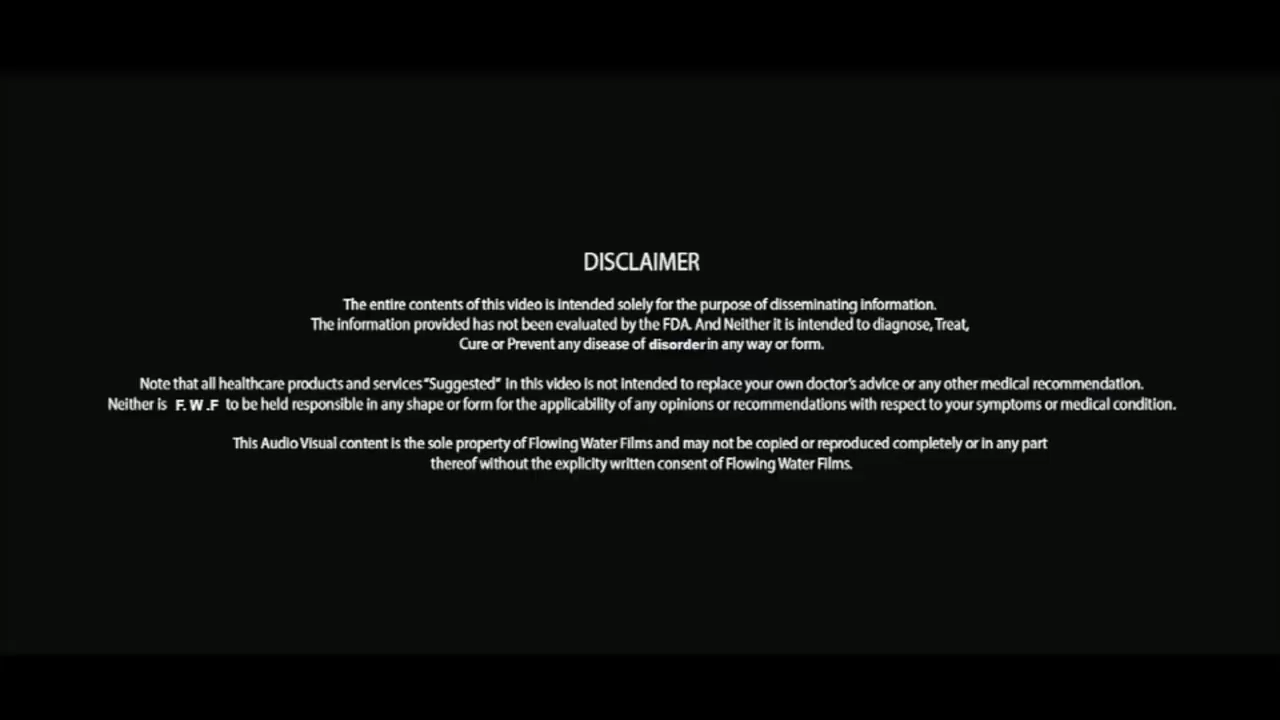 DISCLAIMER
The entire contents of this video is intended solely for the purpose of disseminating information.
The information provided has not been evaluated by the FDA. And Neither it is intended to diagnose, Treat,
Cure or Prevent any disease of disorder in any way or form.
Note that all healthcare products and services "Suggested" in this video is not intended to replace your own doctor's advice or any other medical recommendation.
Neither is F. W .F to be held responsible in any shape or form for the applicability of any opinions or recommendations with respect to your symptoms or medical condition.
This Audio Visual content is the sole property of Flowing Water Films and may not be copied or reproduced completely or in any part
thereof without the explicity written consent of Flowing Water Films.